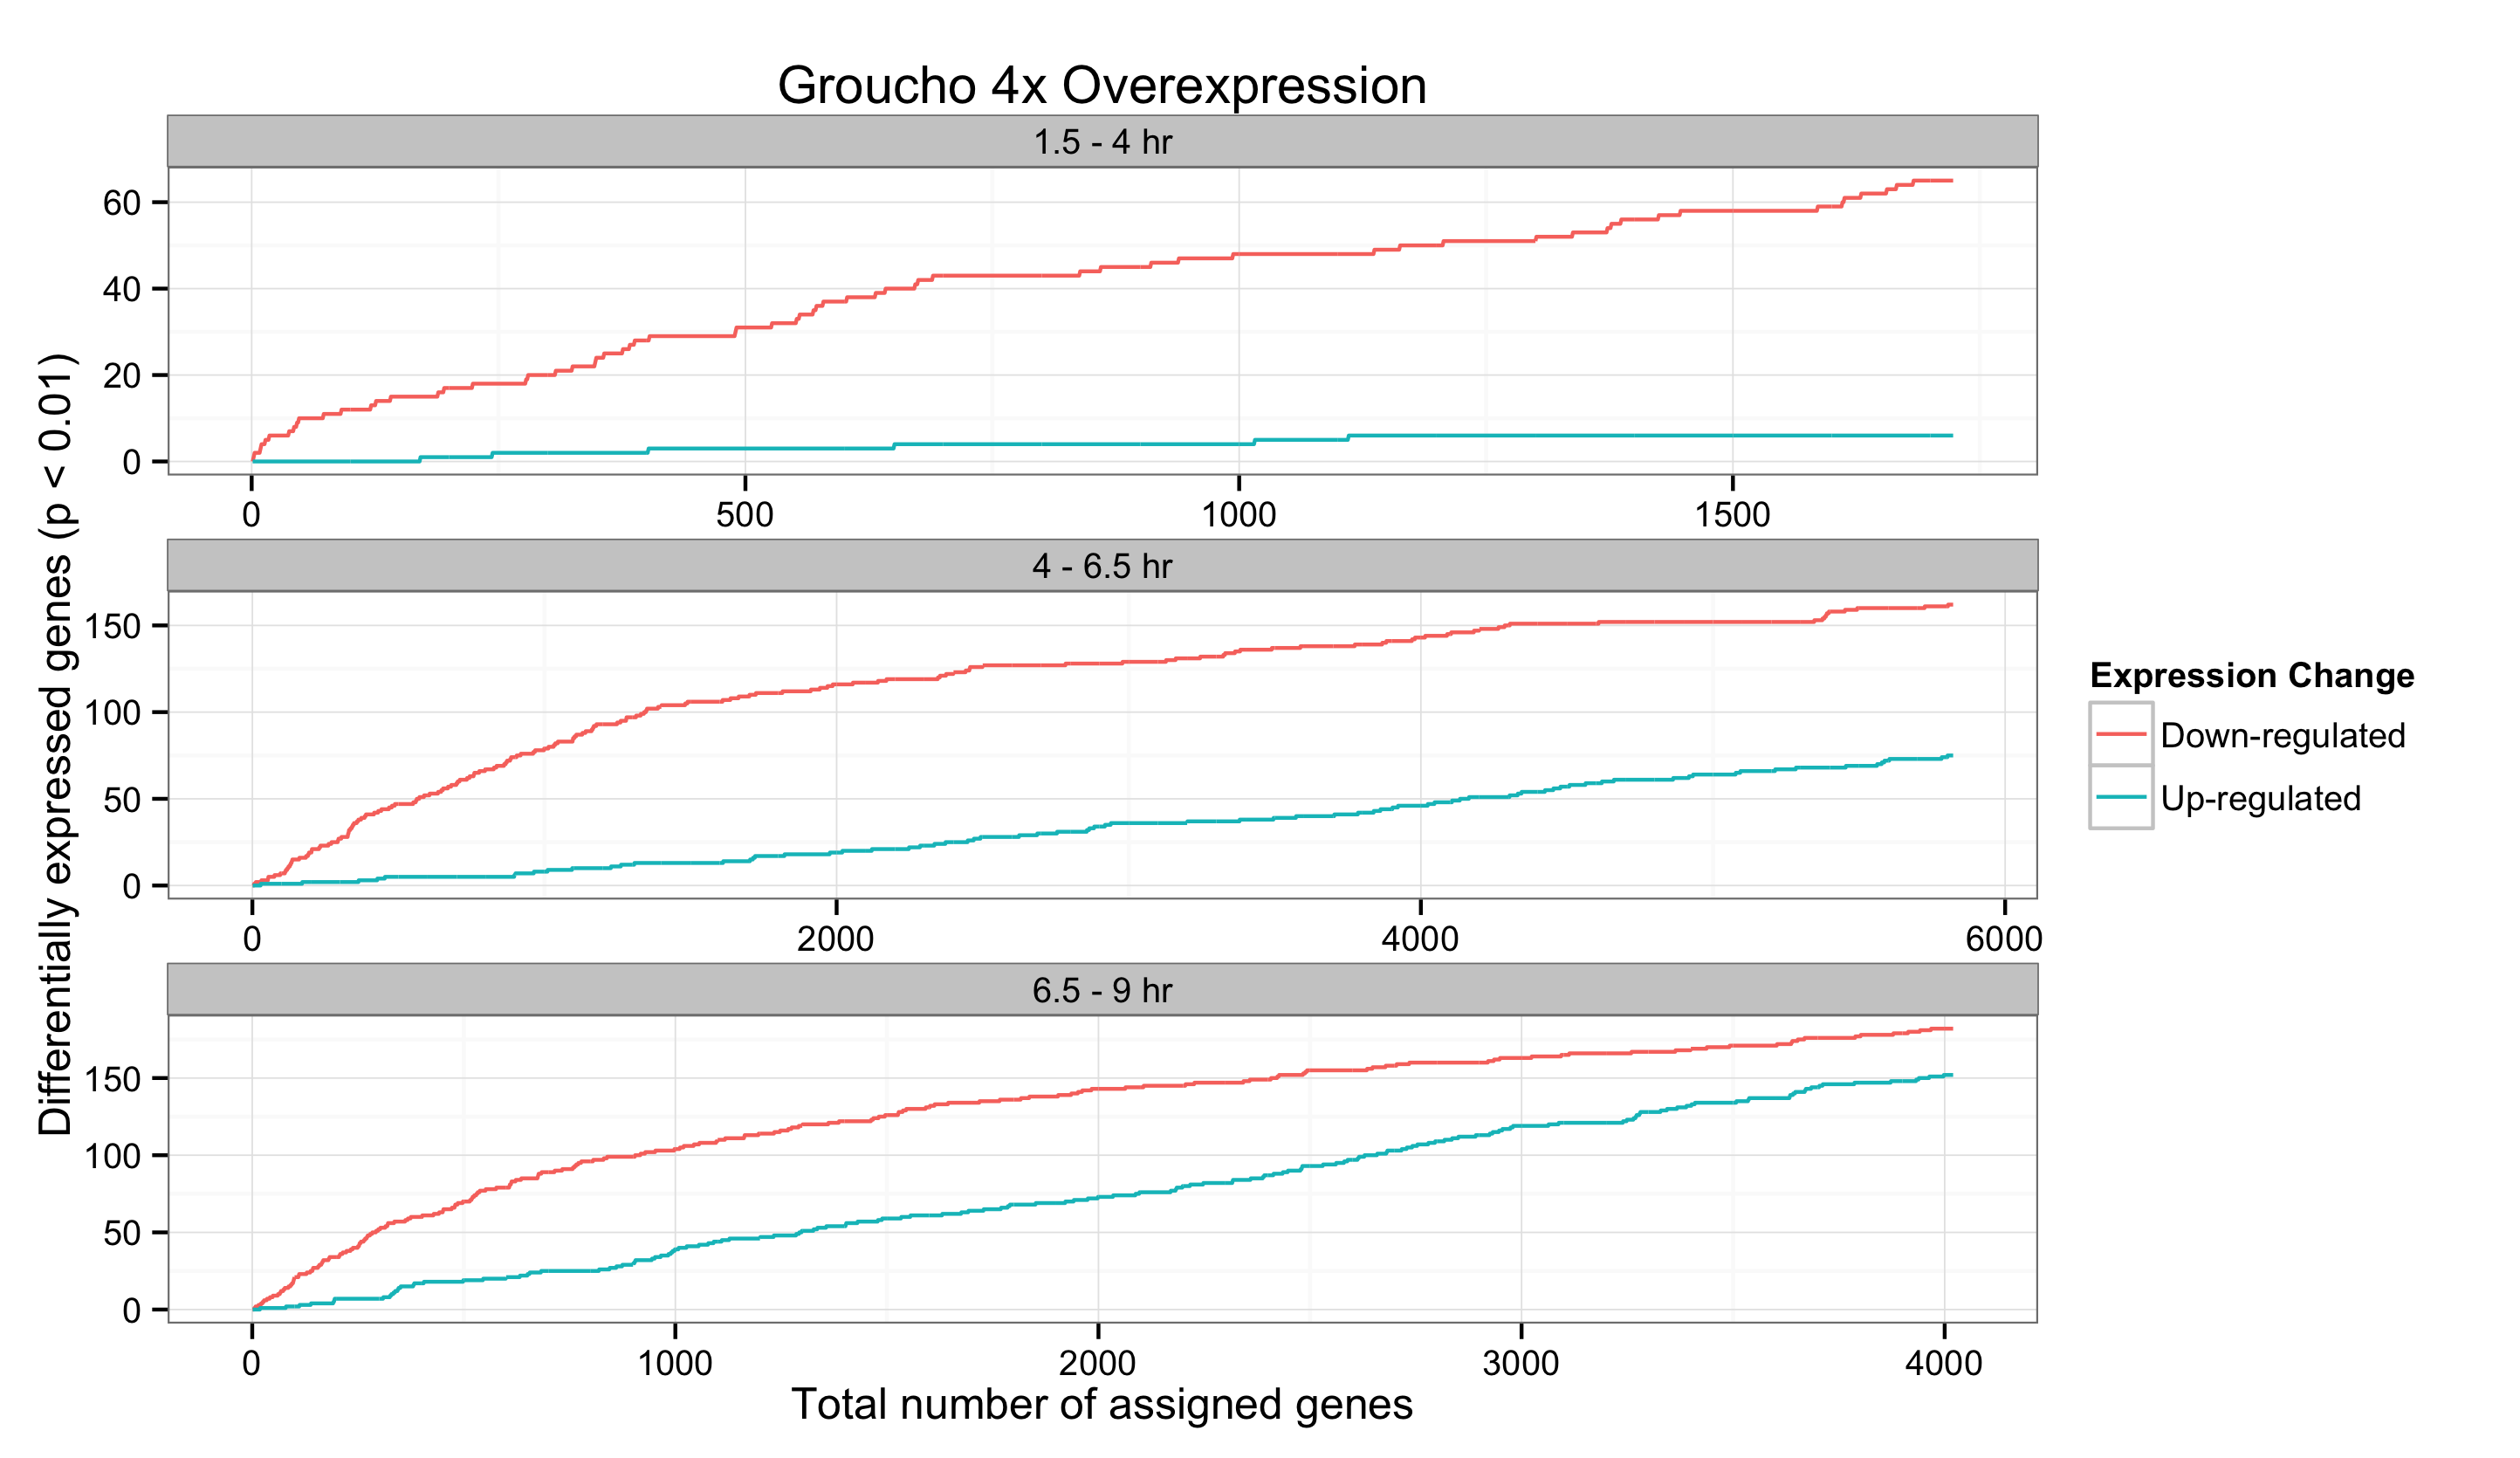 Groucho 4x Overexpression
1.5 - 4 hr
60
40
20
0
0 500 1000 1500
4 - 6.5 hr
150
100
50
0
0 2000 4000 6000
6.5 - 9 hr
150
100
50
0
0 1000 2000 3000 4000
Total number of assigned genes
Differentially expressed genes (p < 0.01)
Expression Change
Down-regulated
Up-regulated